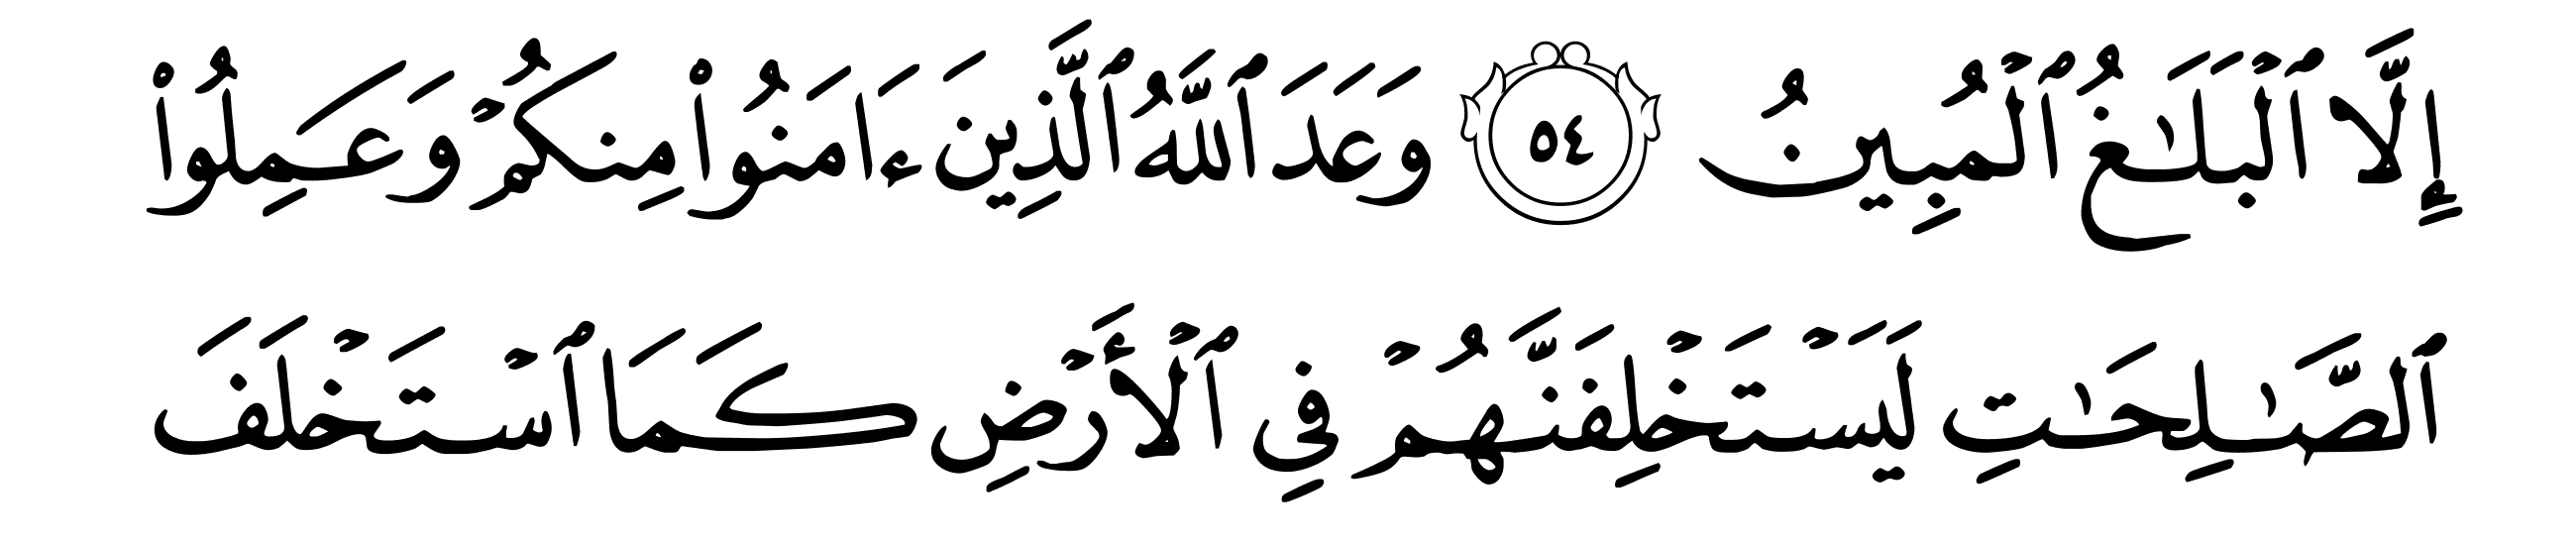 إِلَّا ٱلْبَلَـٰغُ ٱلْمُبِينُ ٥٤ وَعَدَ ٱللَّهُ ٱلَّذِينَ ءَامَنُوا۟ مِنكُمْ وَعَمِلُوا۟
ٱلصَّـٰلِحَـٰتِ لَيَسْتَخْلِفَنَّهُمْ فِي ٱلْأَرْضِ كَمَا ٱسْتَخْلَفَ